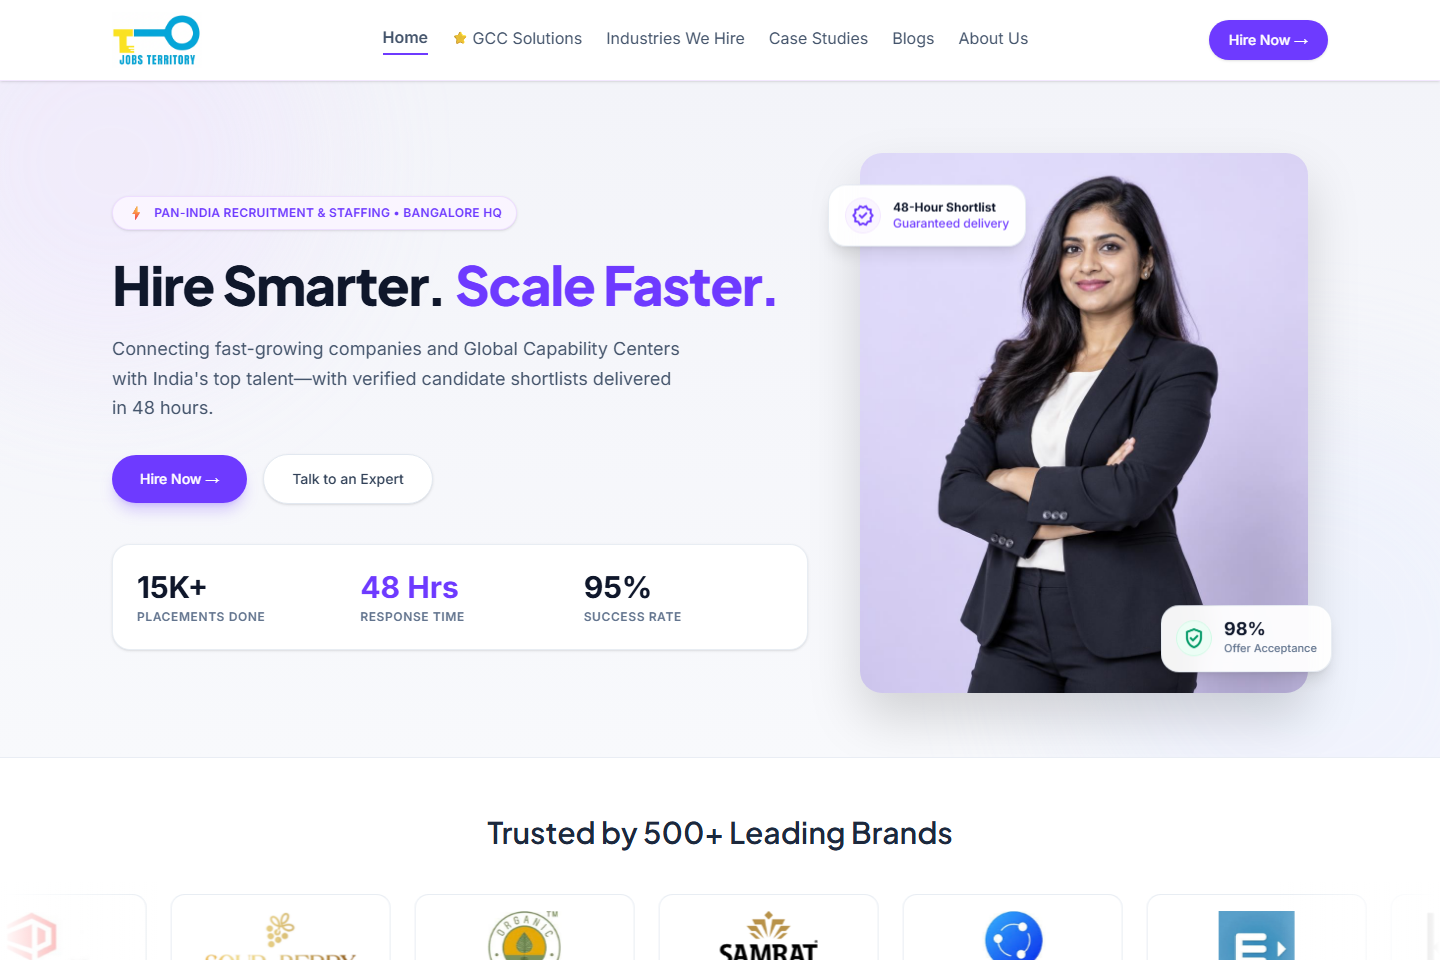 JOBS TERRITORY
Home
GCC Solutions
Industries We Hire
Case Studies
Blogs
About Us
Hire Now →
PAN-INDIA RECRUITMENT & STAFFING • BANGALORE HQ
Hire Smarter. Scale Faster.
Connecting fast-growing companies and Global Capability Centers
with India's top talent—with verified candidate shortlists delivered
in 48 hours.
Hire Now →
Talk to an Expert
15K+
PLACEMENTS DONE
48 Hrs
RESPONSE TIME
95%
SUCCESS RATE
48-Hour Shortlist
Guaranteed delivery
98%
Offer Acceptance
Trusted by 500+ Leading Brands
ORGANIC
TM
SAMRAT
E